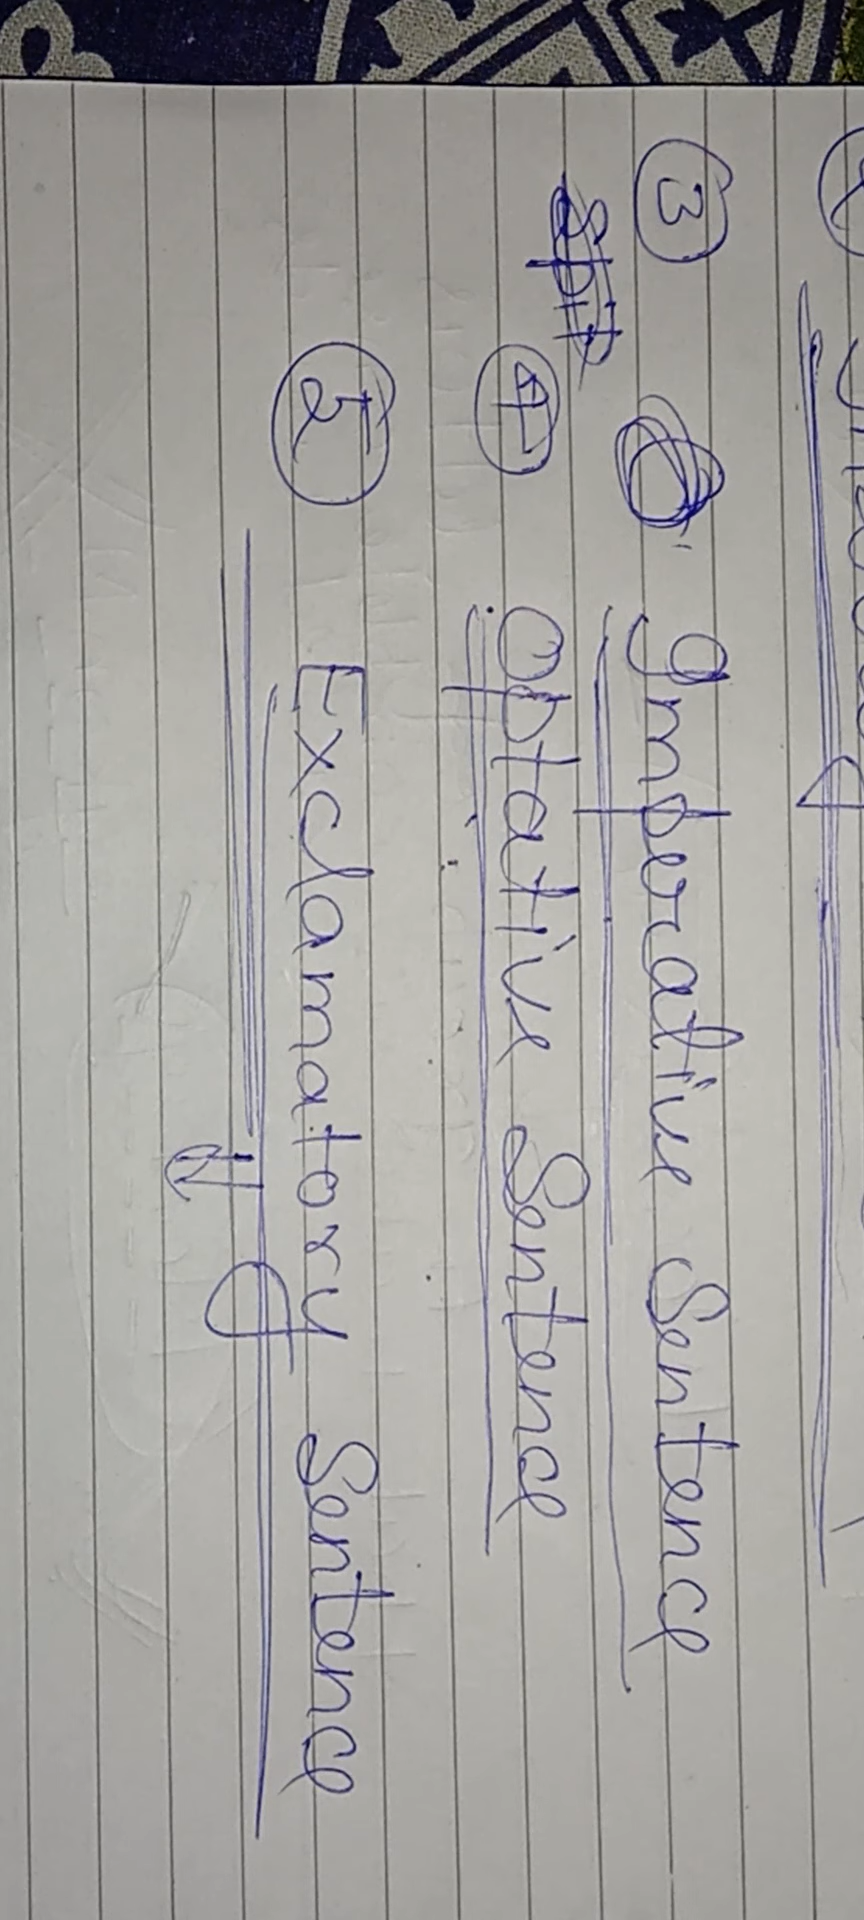 ③ Imperative Sentence
④ Optative Sentence
⑤ Exclamatory Sentence